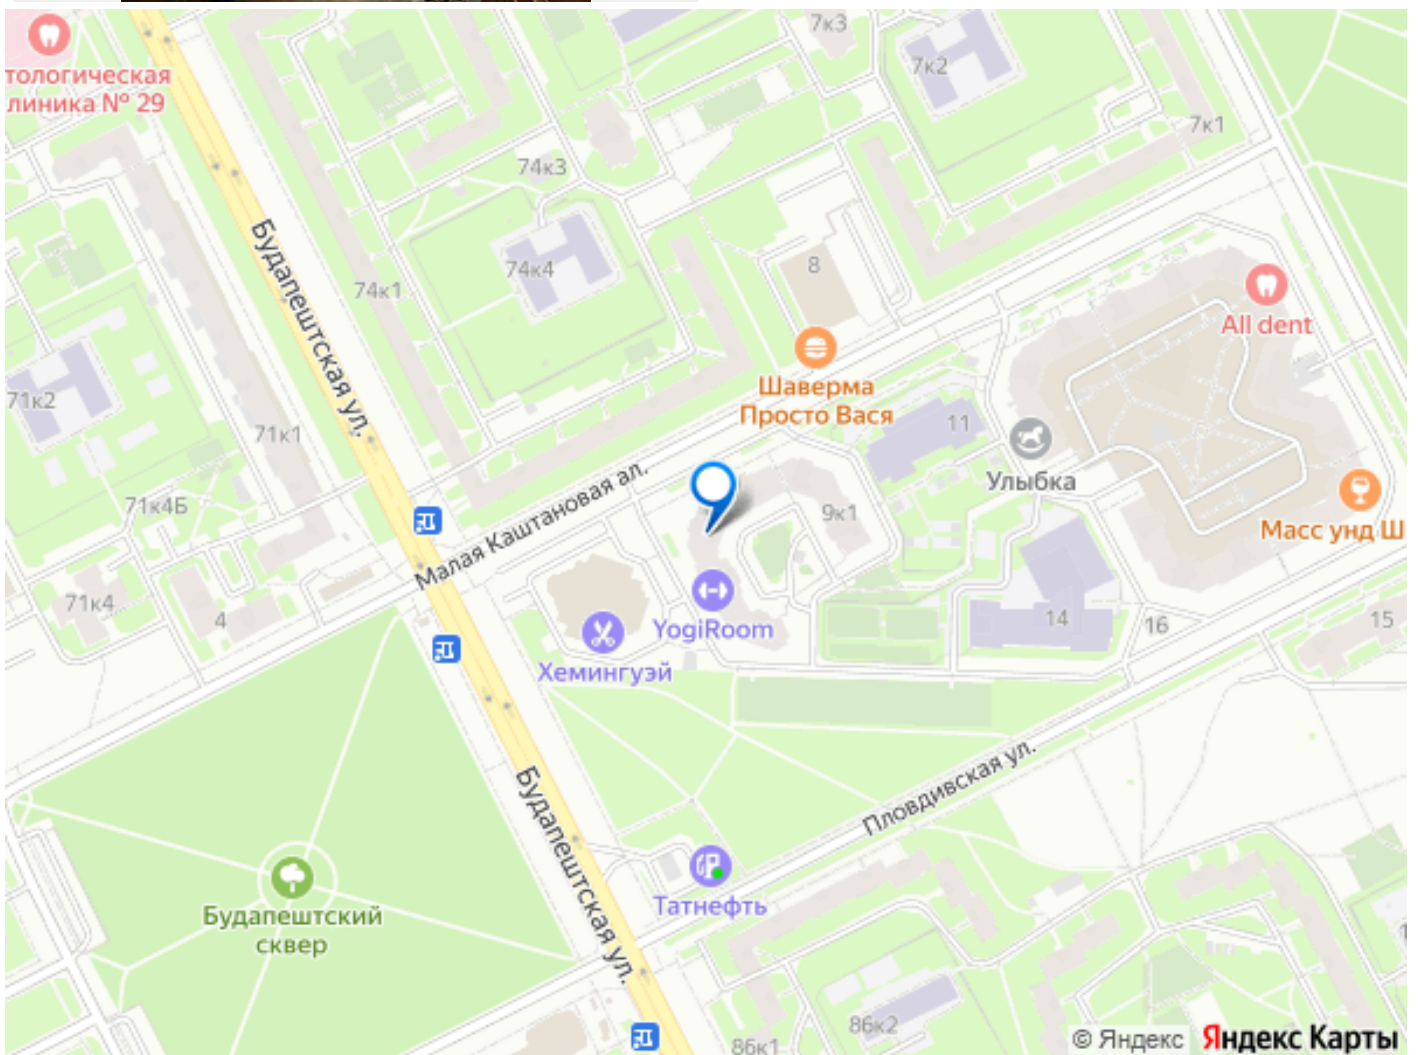 7к3
7к2
тологическая
линика № 29
7к1
74к3
74к4
8
74к1
Будапештская ул.
All dent
Шаверма
Просто Вася
71к2
71к1
11
Улыбка
Малая Каштановая ал.
71к4Б
9к1
Масс унд Ш
71к4
4
YogiRoom
14
16
15
Хемингуэй
Пловдивская ул.
Будапештская ул.
Татнефть
Будапештский
сквер
86к2
86к1
1
© Яндекс Яндекс Карты